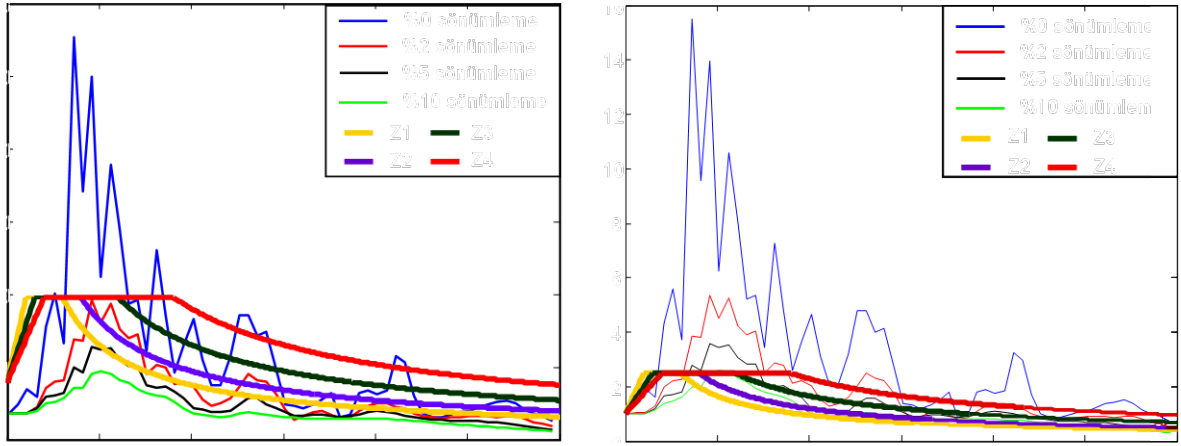 %0 sönümleme
%2 sönümleme
%5 sönümleme
%10 sönümleme
Z1 Z3
Z2 Z4
16
14
12
10
8
6
4
2
%0 sönümleme
%2 sönümleme
%5 sönümleme
%10 sönümlem
Z1 Z3
Z2 Z4